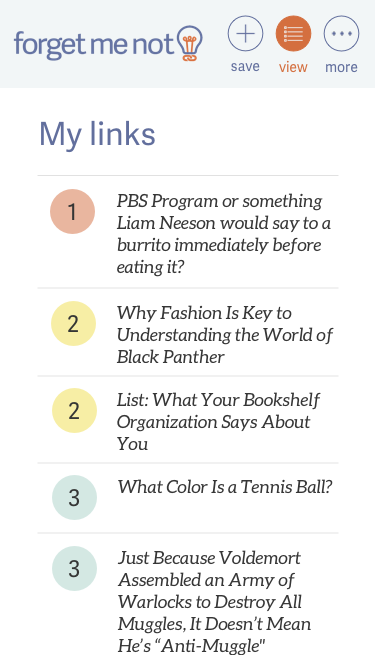 forget me not
save view more
My links
1
PBS Program or something
Liam Neeson would say to a
burrito immediately before
eating it?
2
Why Fashion Is Key to
Understanding the World of
Black Panther
2
List: What Your Bookshelf
Organization Says About
You
3
What Color Is a Tennis Ball?
3
Just Because Voldemort
Assembled an Army of
Warlocks to Destroy All
Muggles, It Doesn’t Mean
He’s “Anti-Muggle"